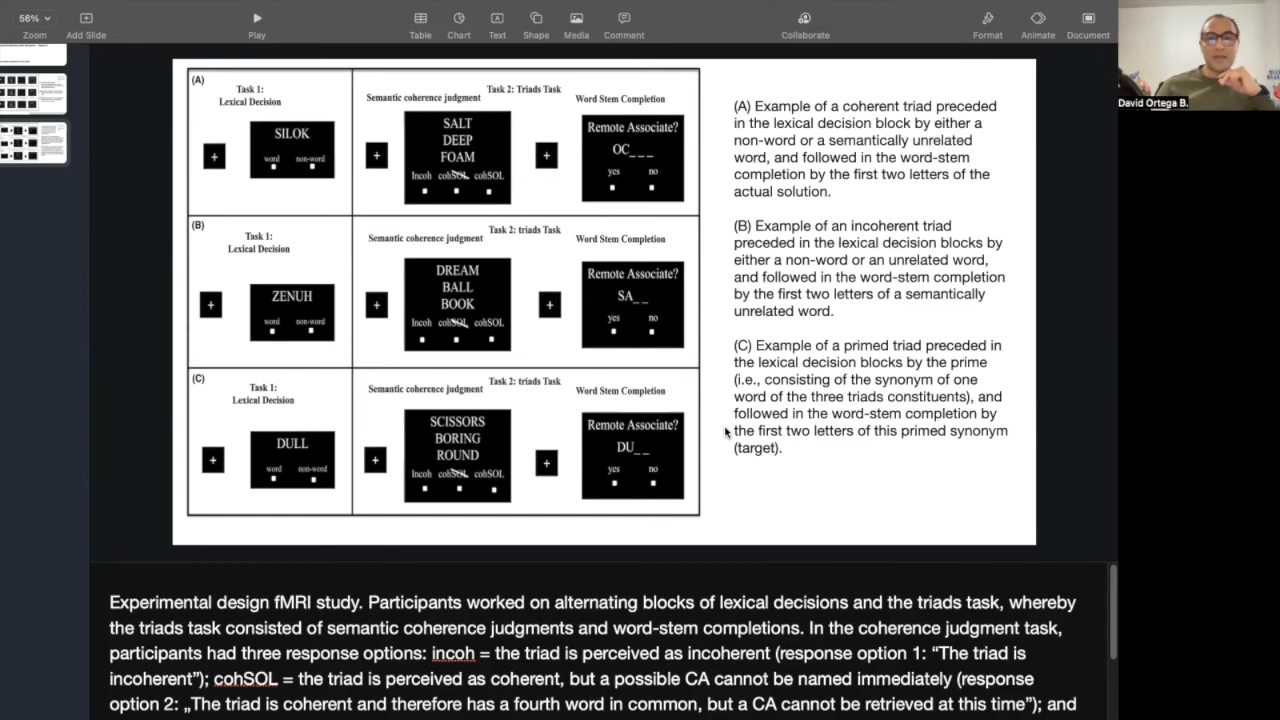 56%
Zoom
Add Slide
Play
Table
Chart
Text
Shape
Media
Comment
Collaborate
Format
Animate
Document
David Ortega B.
(A)
Task 1:
Lexical Decision
Task 2: Triads Task
Semantic coherence judgment
Word Stem Completion
+
SILOK
word non-word
+
SALT
DEEP
FOAM
Incoh cohSOL cohSOL
+
Remote Associate?
OC_ _ _
yes no
(B)
Task 1:
Lexical Decision
Task 2: triads Task
Semantic coherence judgment
Word Stem Completion
+
ZENUH
word non-word
+
DREAM
BALL
BOOK
Incoh cohSOL cohSOL
+
Remote Associate?
SA_ _
yes no
(C)
Task 1:
Lexical Decision
Task 2: triads Task
Semantic coherence judgment
Word Stem Completion
+
DULL
word non-word
+
SCISSORS
BORING
ROUND
Incoh cohSOL cohSOL
+
Remote Associate?
DU_ _
yes no
(A) Example of a coherent triad preceded
in the lexical decision block by either a
non-word or a semantically unrelated
word, and followed in the word-stem
completion by the first two letters of the
actual solution.
(B) Example of an incoherent triad
preceded in the lexical decision blocks by
either a non-word or an unrelated word,
and followed in the word-stem completion
by the first two letters of a semantically
unrelated word.
(C) Example of a primed triad preceded in
the lexical decision blocks by the prime
(i.e., consisting of the synonym of one
word of the three triads constituents), and
followed in the word-stem completion by
the first two letters of this primed synonym
(target).
Experimental design fMRI study. Participants worked on alternating blocks of lexical decisions and the triads task, whereby
the triads task consisted of semantic coherence judgments and word-stem completions. In the coherence judgment task,
participants had three response options: incoh = the triad is perceived as incoherent (response option 1: “The triad is
incoherent”); cohSOL = the triad is perceived as coherent, but a possible CA cannot be named immediately (response
option 2: „The triad is coherent and therefore has a fourth word in common, but a CA cannot be retrieved at this time”); and